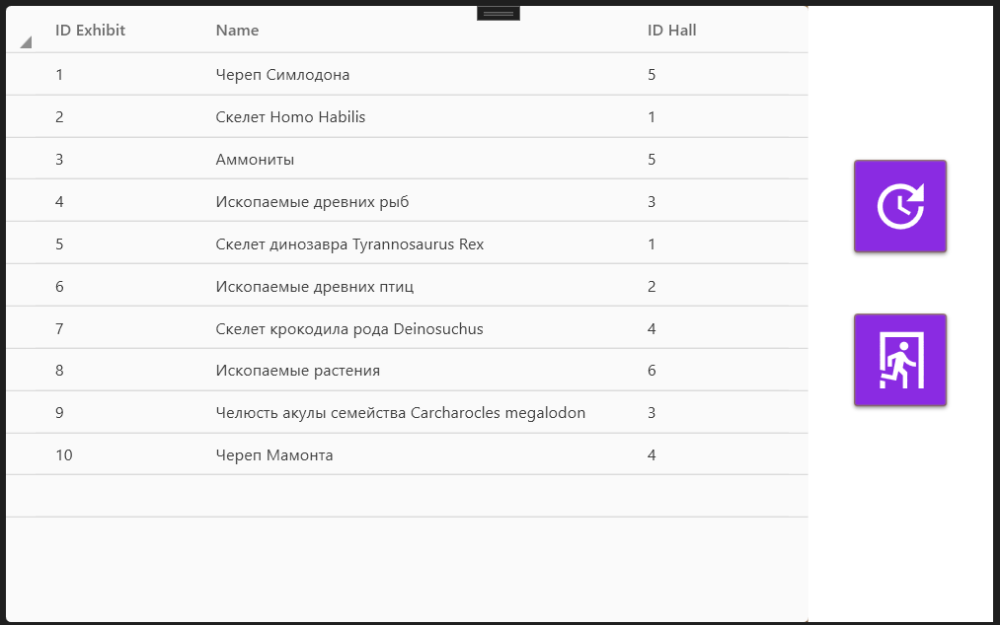 ID Exhibit Name ID Hall
1 Череп Симлодона 5
2 Скелет Homo Habilis 1
3 Аммониты 5
4 Ископаемые древних рыб 3
5 Скелет динозавра Tyrannosaurus Rex 1
6 Ископаемые древних птиц 2
7 Скелет крокодила рода Deinosuchus 4
8 Ископаемые растения 6
9 Челюсть акулы семейства Carcharocles megalodon 3
10 Череп Мамонта 4